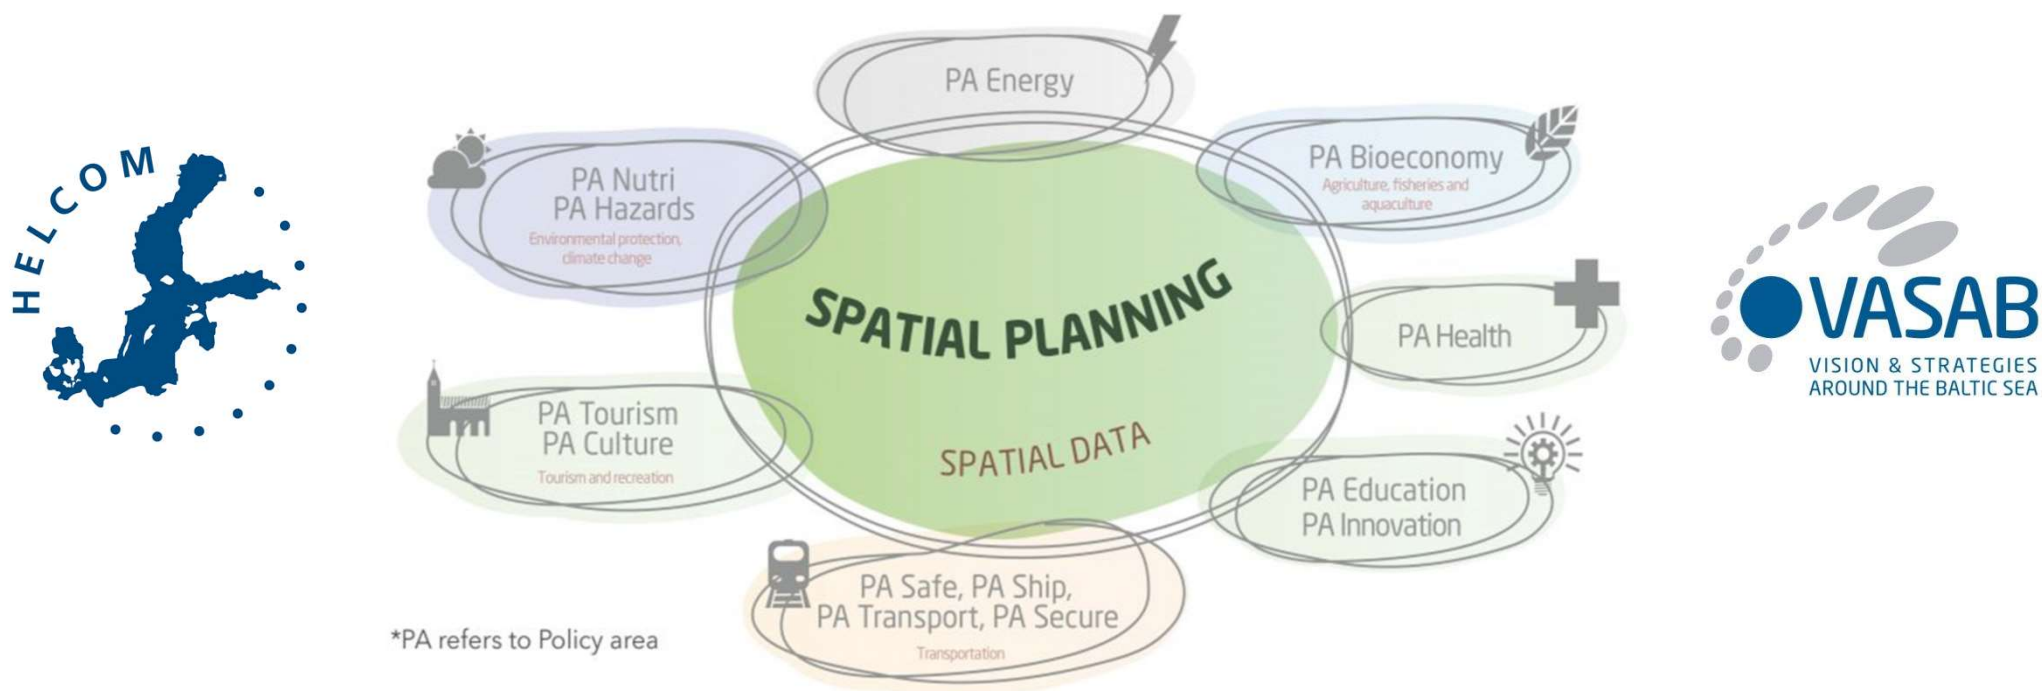 HELCOM
PA Energy
PA Nutri
PA Hazards
Environmental protection,
climate change
PA Bioeconomy
Agriculture, fisheries and
aquaculture
SPATIAL PLANNING
SPATIAL DATA
PA Health
PA Tourism
PA Culture
Tourism and recreation
PA Education
PA Innovation
PA Safe, PA Ship,
PA Transport, PA Secure
Transportation
*PA refers to Policy area
VASAB
VISION & STRATEGIES
AROUND THE BALTIC SEA